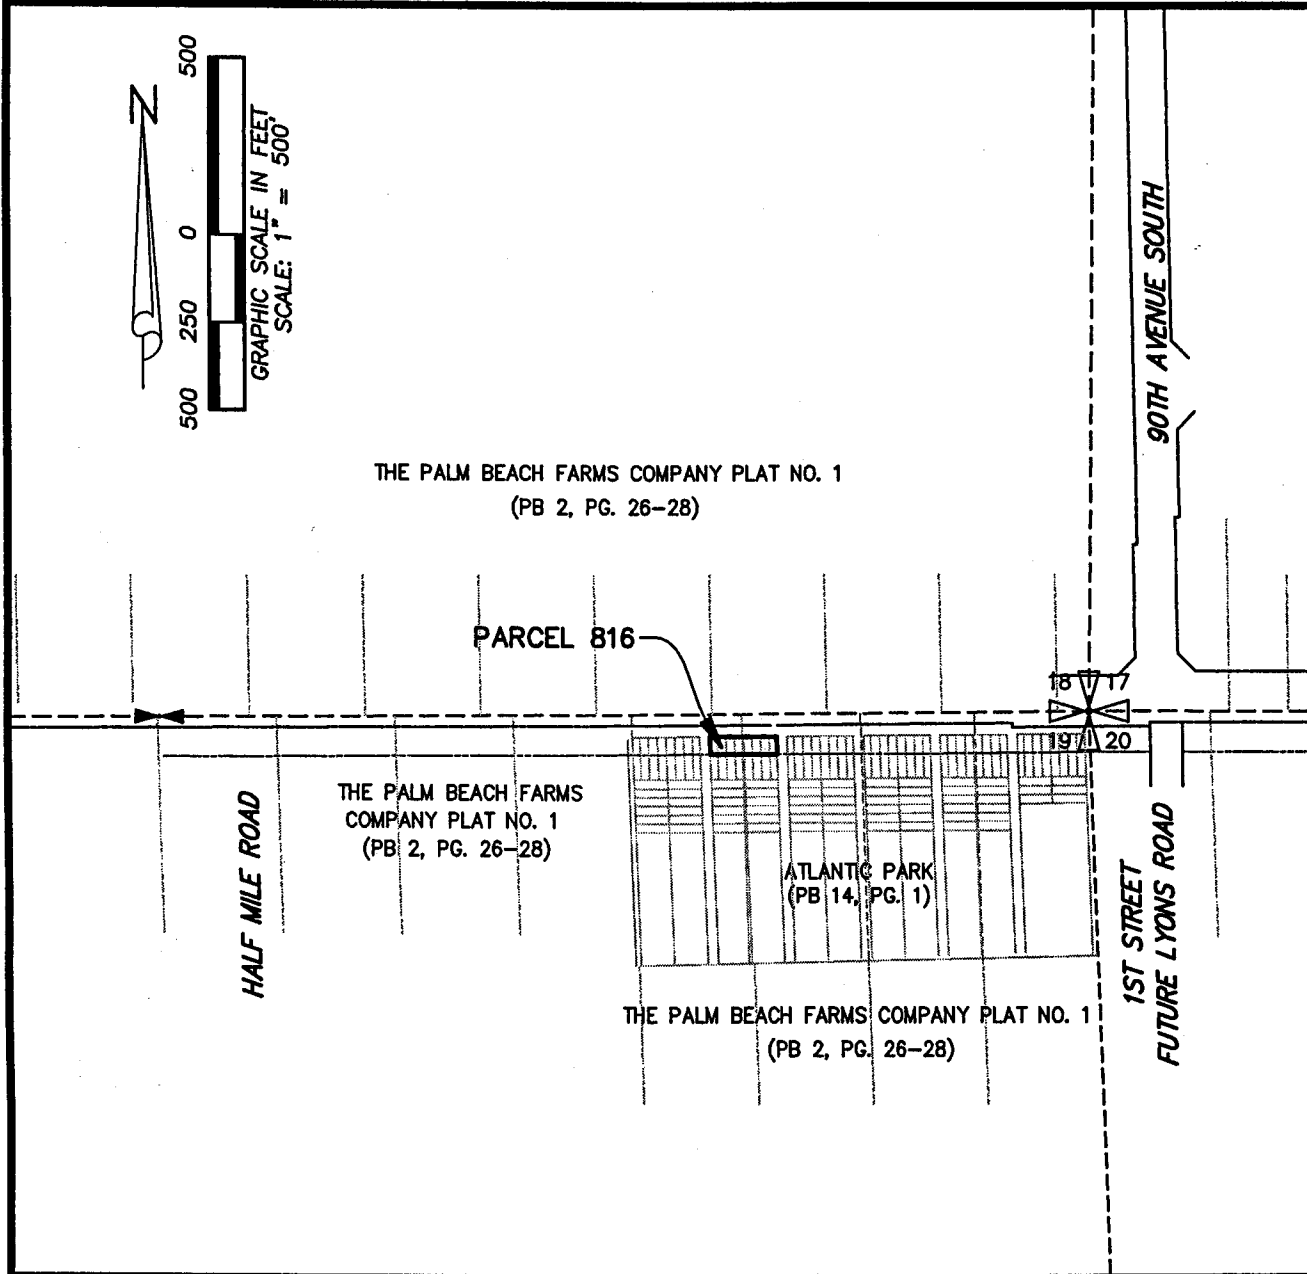 N
500
0
250
500
GRAPHIC SCALE IN FEET
SCALE: 1" = 500'
90TH AVENUE SOUTH
THE PALM BEACH FARMS COMPANY PLAT NO. 1
(PB 2, PG. 26-28)
PARCEL 816
18 17
19 20
THE PALM BEACH FARMS
COMPANY PLAT NO. 1
(PB 2, PG. 26-28)
HALF MILE ROAD
ATLANTIC PARK
(PB 14, PG. 1)
1ST STREET
FUTURE LYONS ROAD
THE PALM BEACH FARMS COMPANY PLAT NO. 1
(PB 2, PG. 26-28)